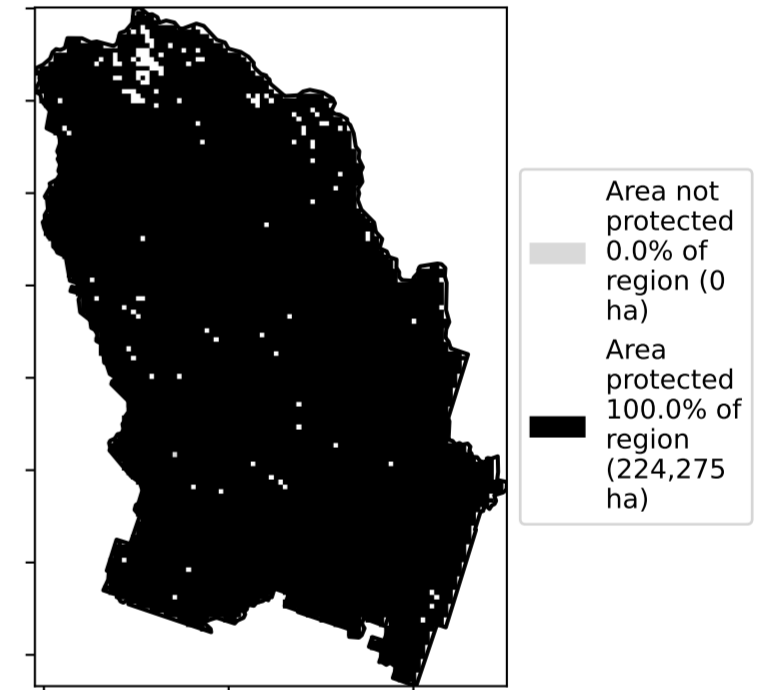 Area not
protected
0.0% of
region (0
ha)
Area
protected
100.0% of
region
(224,275
ha)